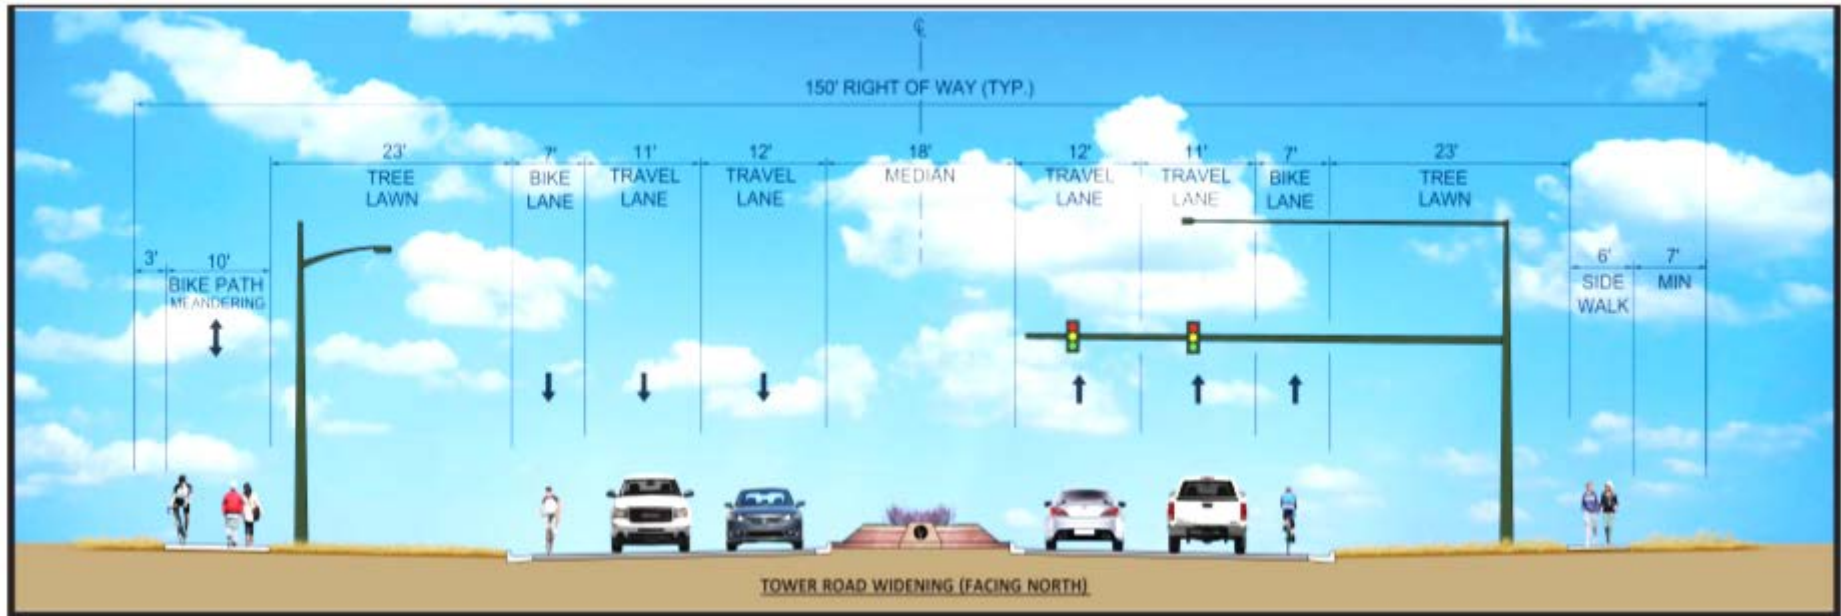 ℄
150' RIGHT OF WAY (TYP.)
23' 7' 11' 12' 18' 12' 11' 7' 23'
TREE BIKE TRAVEL TRAVEL MEDIAN TRAVEL TRAVEL BIKE TREE
LAWN LANE LANE LANE LANE LANE LANE LAWN
3' 10' 6' 7'
BIKE PATH SIDE MIN
MEANDERING WALK
TOWER ROAD WIDENING (FACING NORTH)